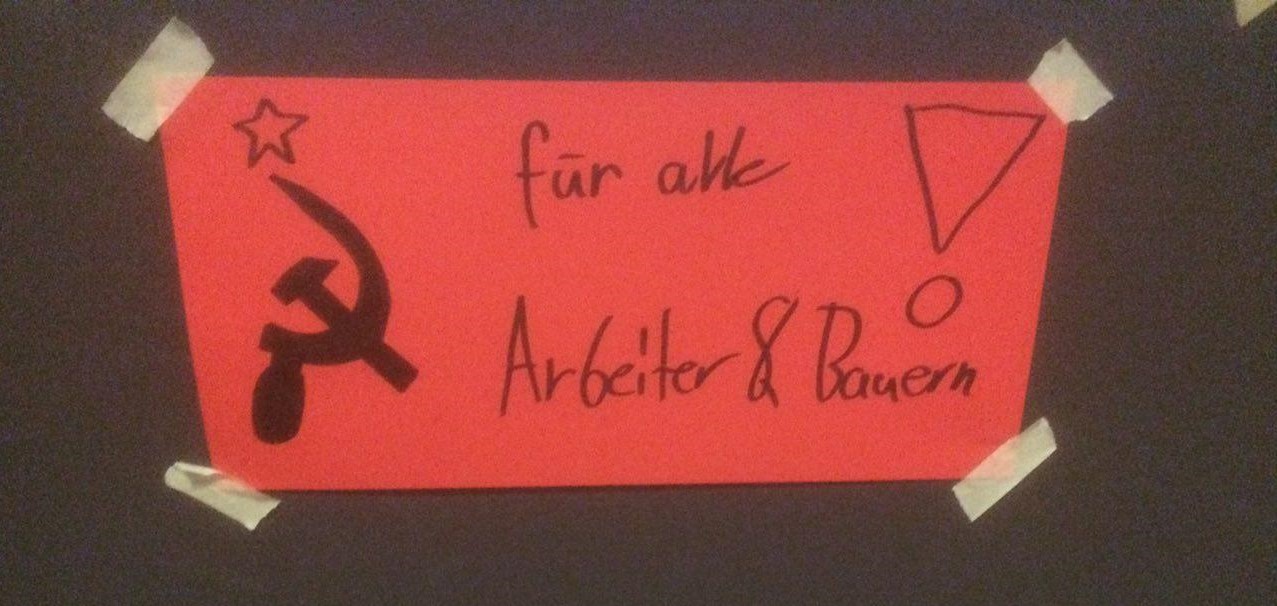 für alle
Arbeiter & Bauern!